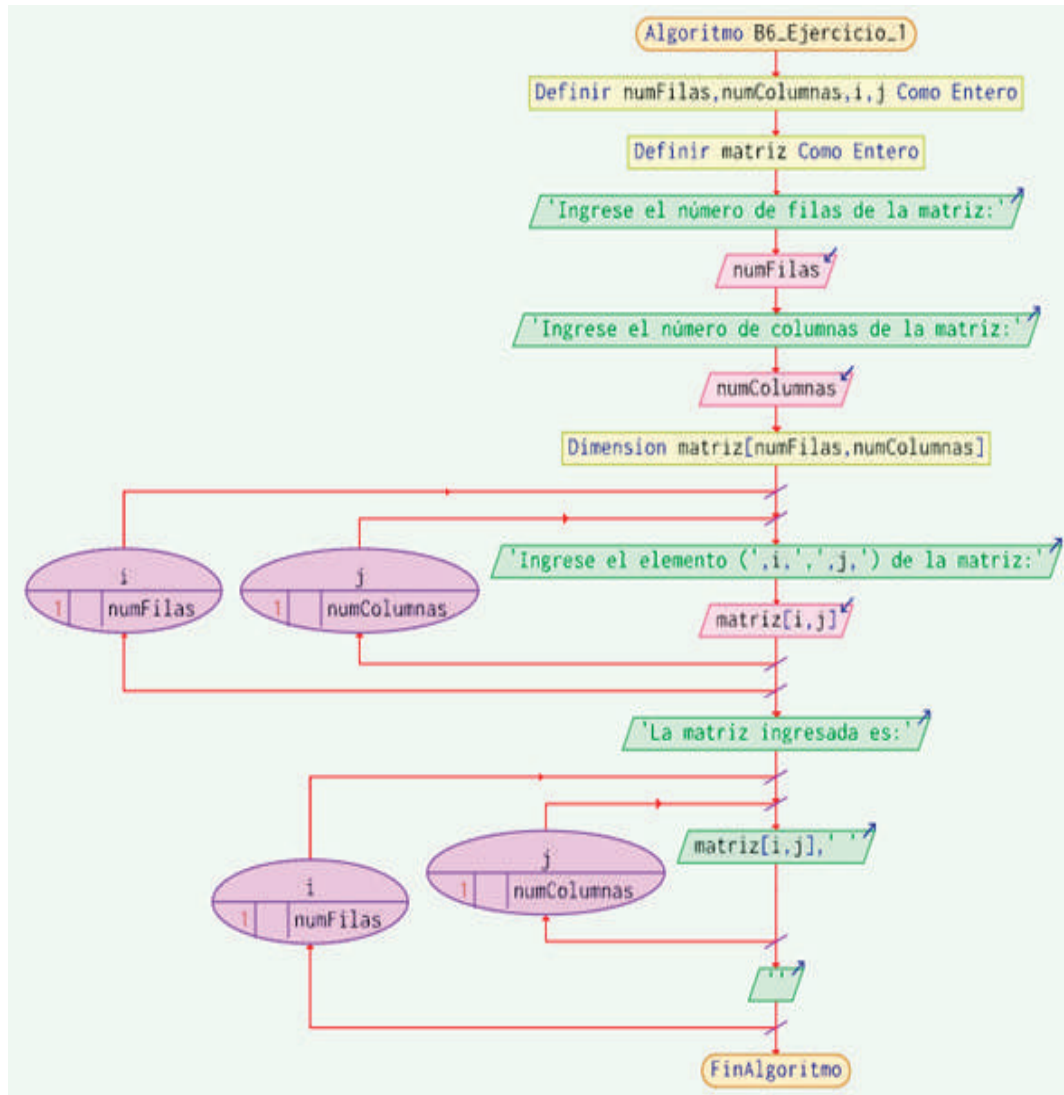 Algoritmo B6_Ejercicio_1
Definir numFilas,numColumnas,i,j Como Entero
Definir matriz Como Entero
'Ingrese el número de filas de la matriz:'
numFilas
'Ingrese el número de columnas de la matriz:'
numColumnas
Dimension matriz[numFilas,numColumnas]
i
1 numFilas
j
1 numColumnas
'Ingrese el elemento (',i,',',j,') de la matriz:'
matriz[i,j]
'La matriz ingresada es:'
i
1 numFilas
j
1 numColumnas
matriz[i,j],' '
''
FinAlgoritmo